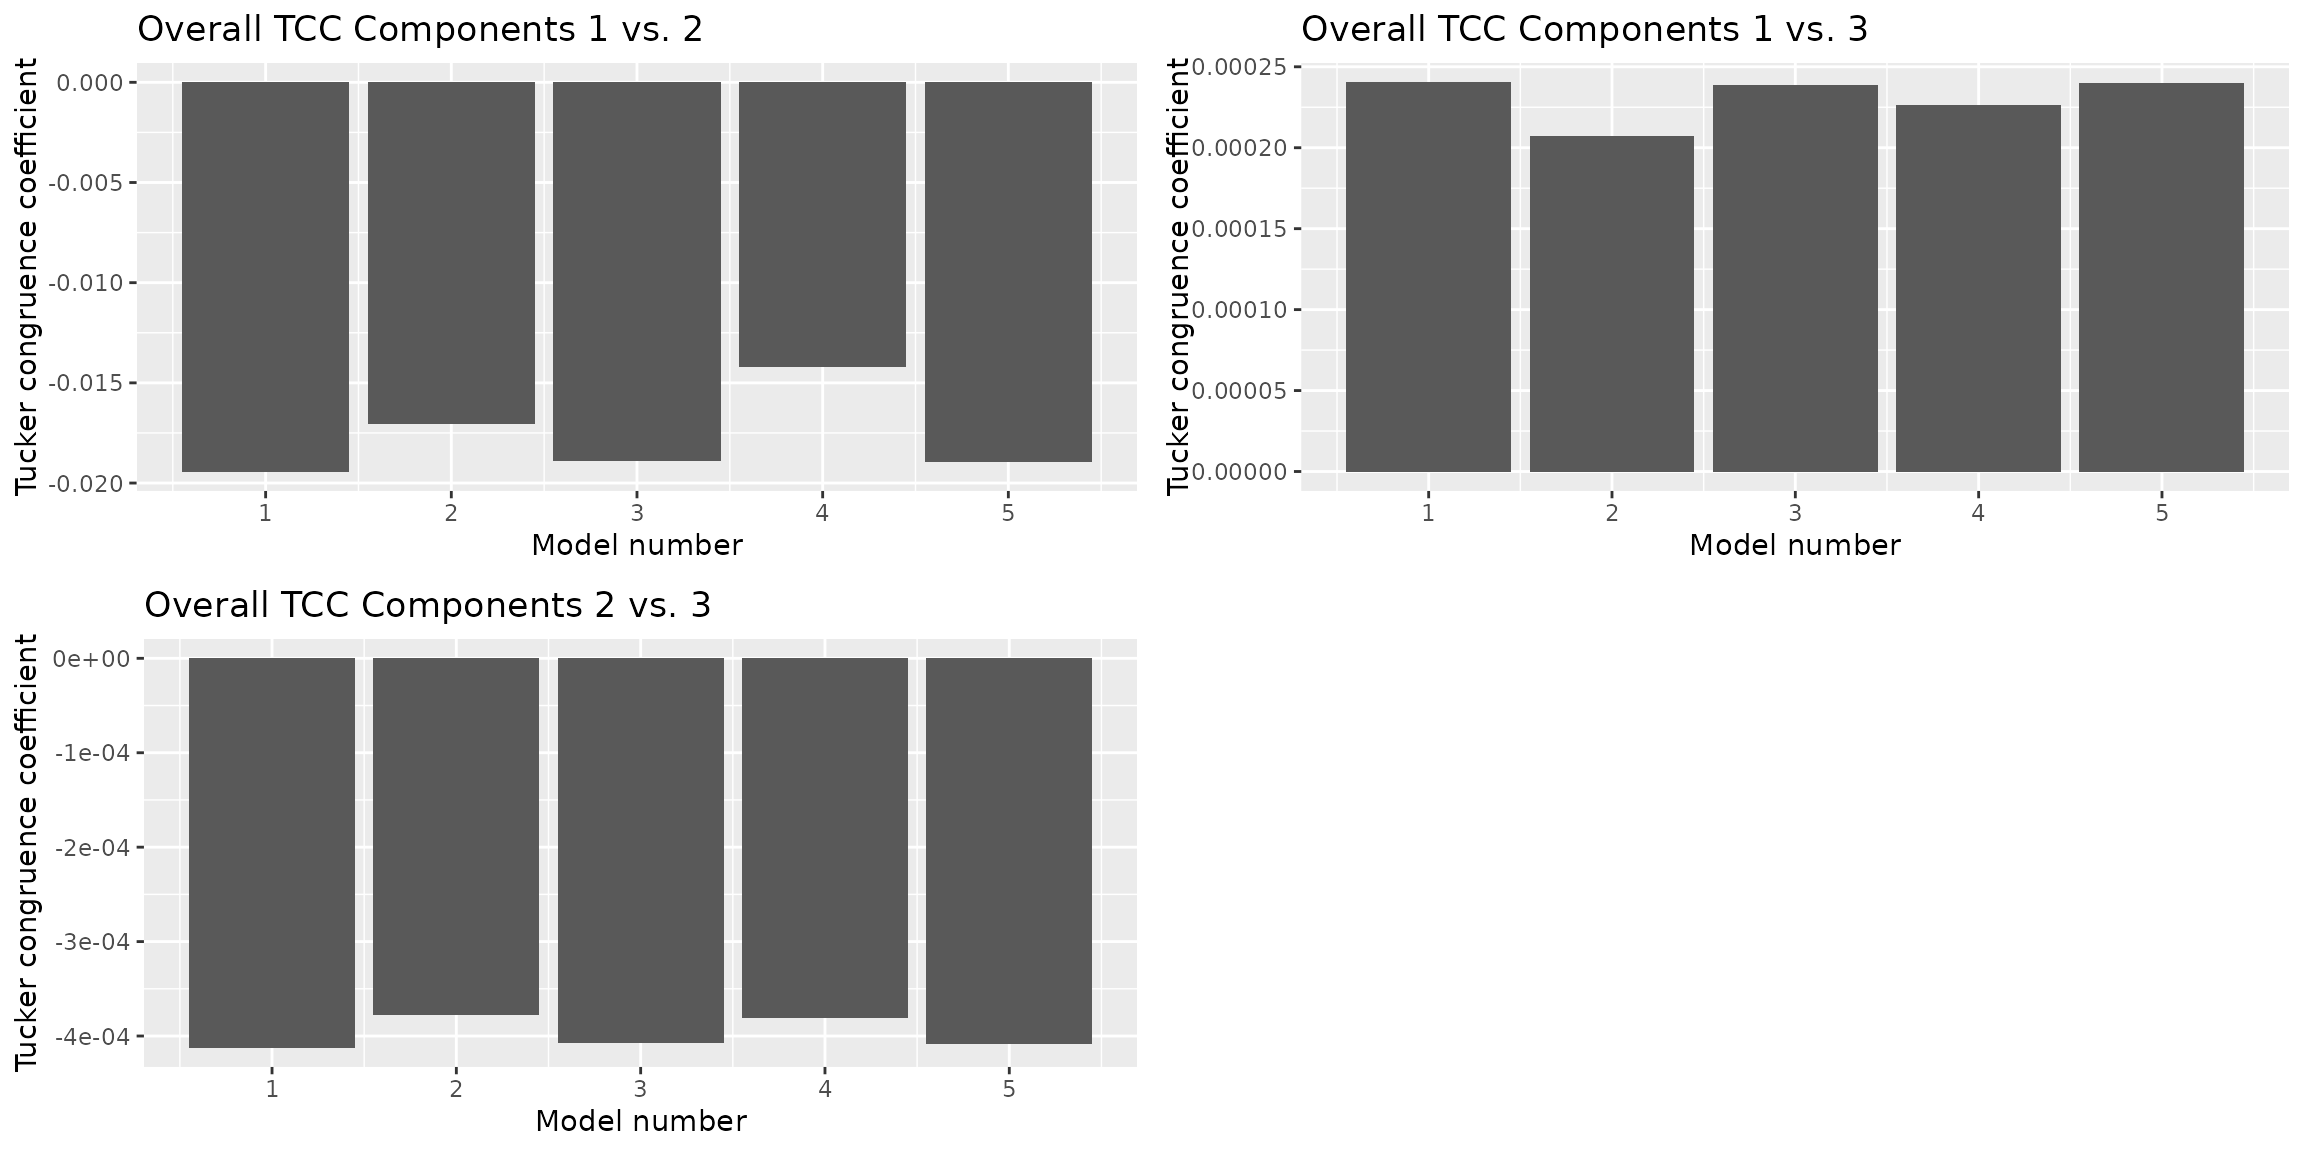 Overall TCC Components 1 vs. 2
Tucker congruence coefficient
0.000
-0.005
-0.010
-0.015
-0.020
1 2 3 4 5
Model number
Overall TCC Components 1 vs. 3
Tucker congruence coefficient
0.00025
0.00020
0.00015
0.00010
0.00005
0.00000
1 2 3 4 5
Model number
Overall TCC Components 2 vs. 3
Tucker congruence coefficient
0e+00
-1e-04
-2e-04
-3e-04
-4e-04
1 2 3 4 5
Model number